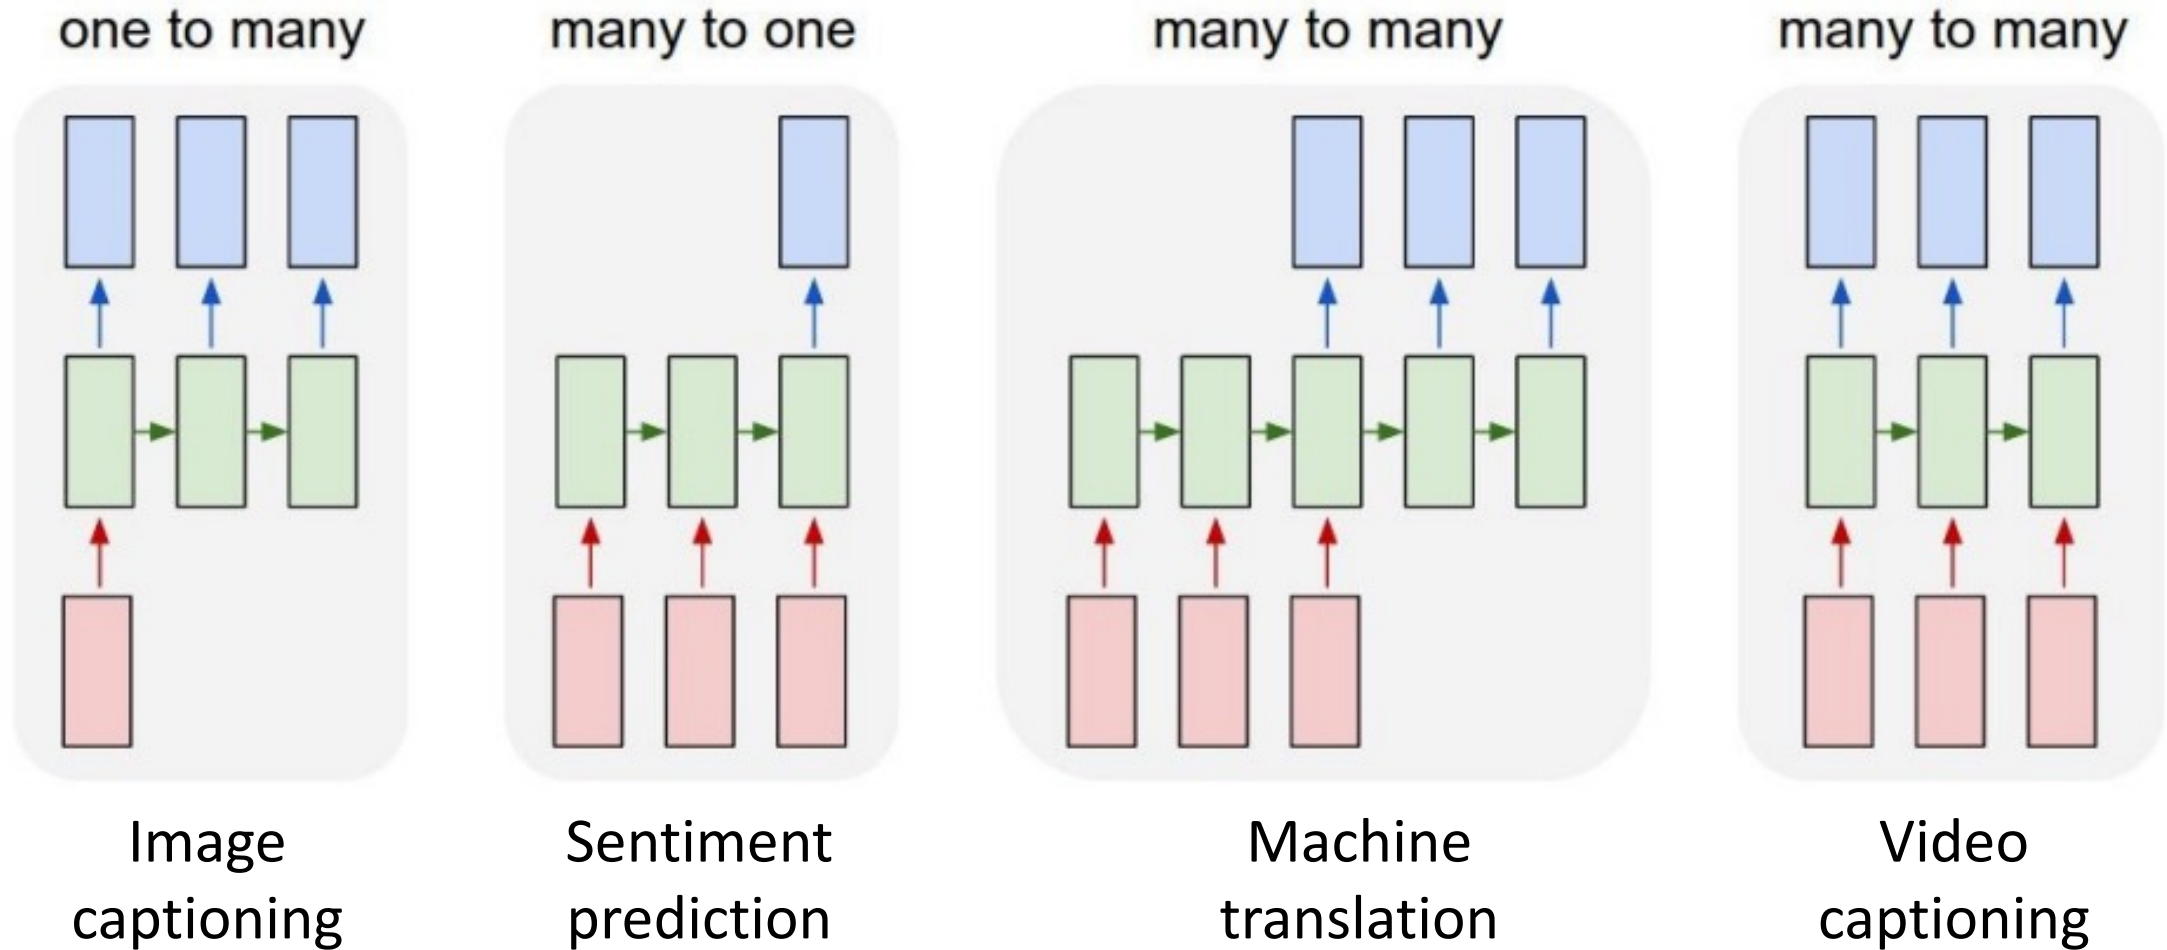 one to many
many to one
many to many
many to many
Image
captioning
Sentiment
prediction
Machine
translation
Video
captioning